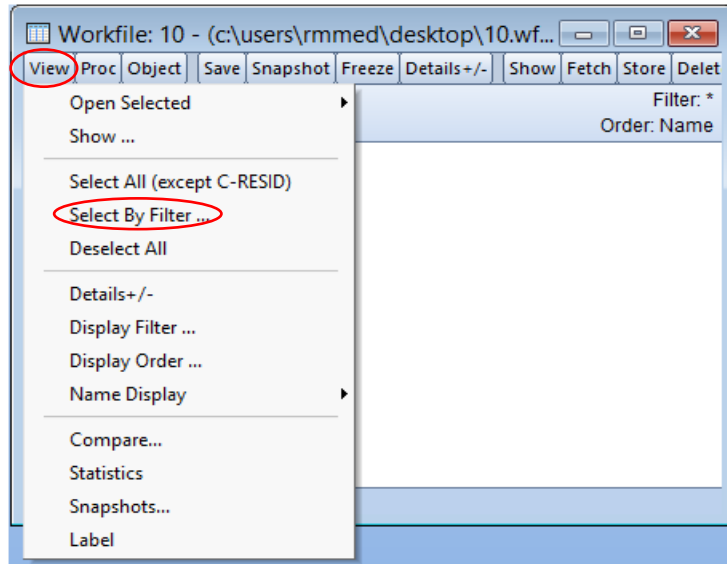 Workfile: 10 - (c:\users\rmmed\desktop\10.wf...
View Proc Object Save Snapshot Freeze Details+/- Show Fetch Store Delet
Filter: *
Order: Name
Open Selected
Show ...
Select All (except C-RESID)
Select By Filter ...
Deselect All
Details+/-
Display Filter ...
Display Order ...
Name Display
Compare...
Statistics
Snapshots...
Label